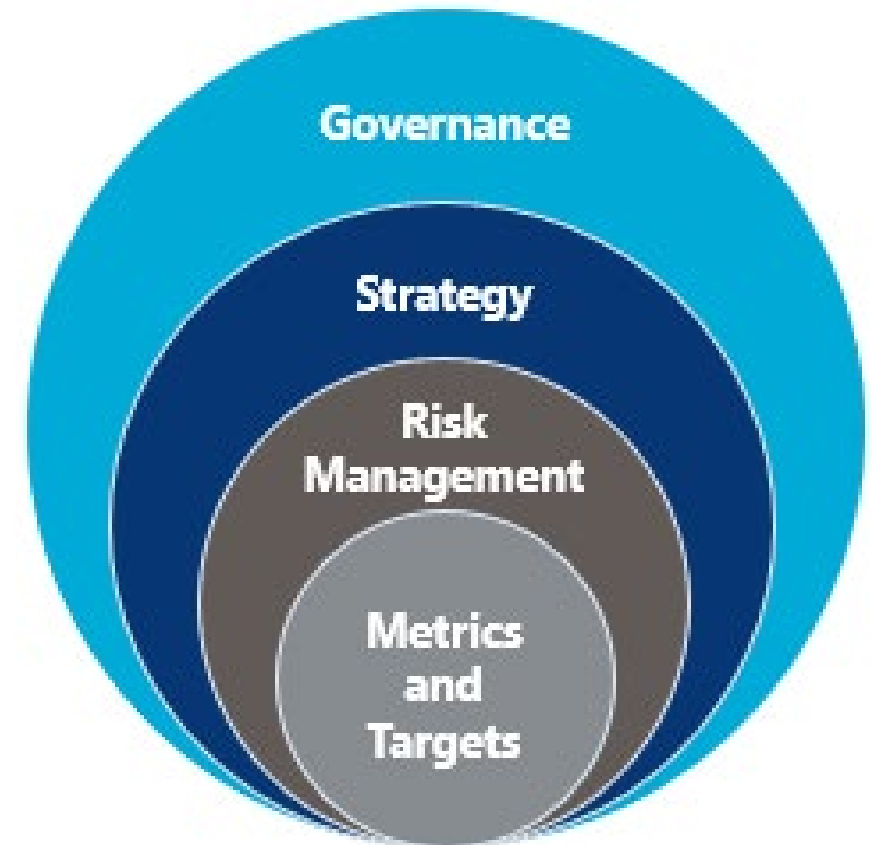 Governance
Strategy
Risk
Management
Metrics
and
Targets